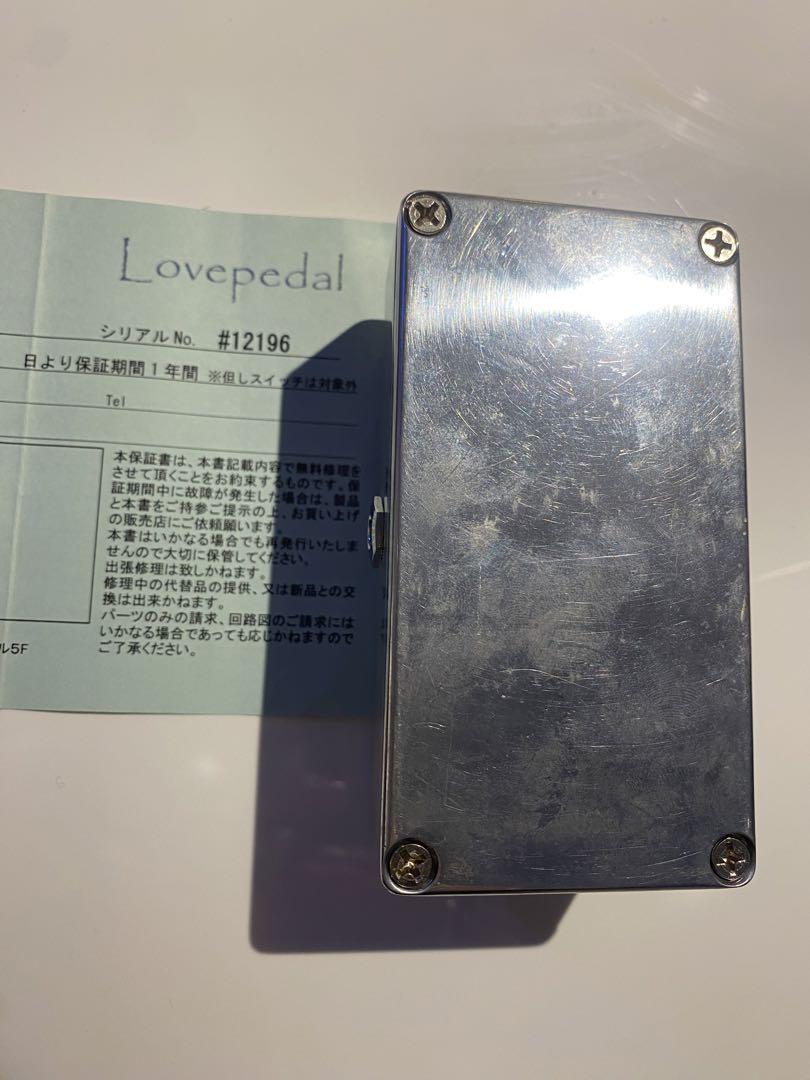 Lovepedal
シリアルNo. #12196
日より保証期間1年間 ※但しスイッチは対象外
Tel
本保証書は、本書記載内容で無料修理を
させて頂くことをお約束するものです。保
証期間中に故障が発生した場合は、製品
と本書をご持参ご提示の上、お買い上げ
の販売店にご依頼願います。
本書はいかなる場合でも再発行いたしま
せんので大切に保管してください。
出張修理は致しかねます。
修理中の代替品の提供、又は新品との交
換は出来かねます。
パーツのみの請求、回路図のご請求には
いかなる場合であっても応じかねますので
ご了承ください。
ル5F